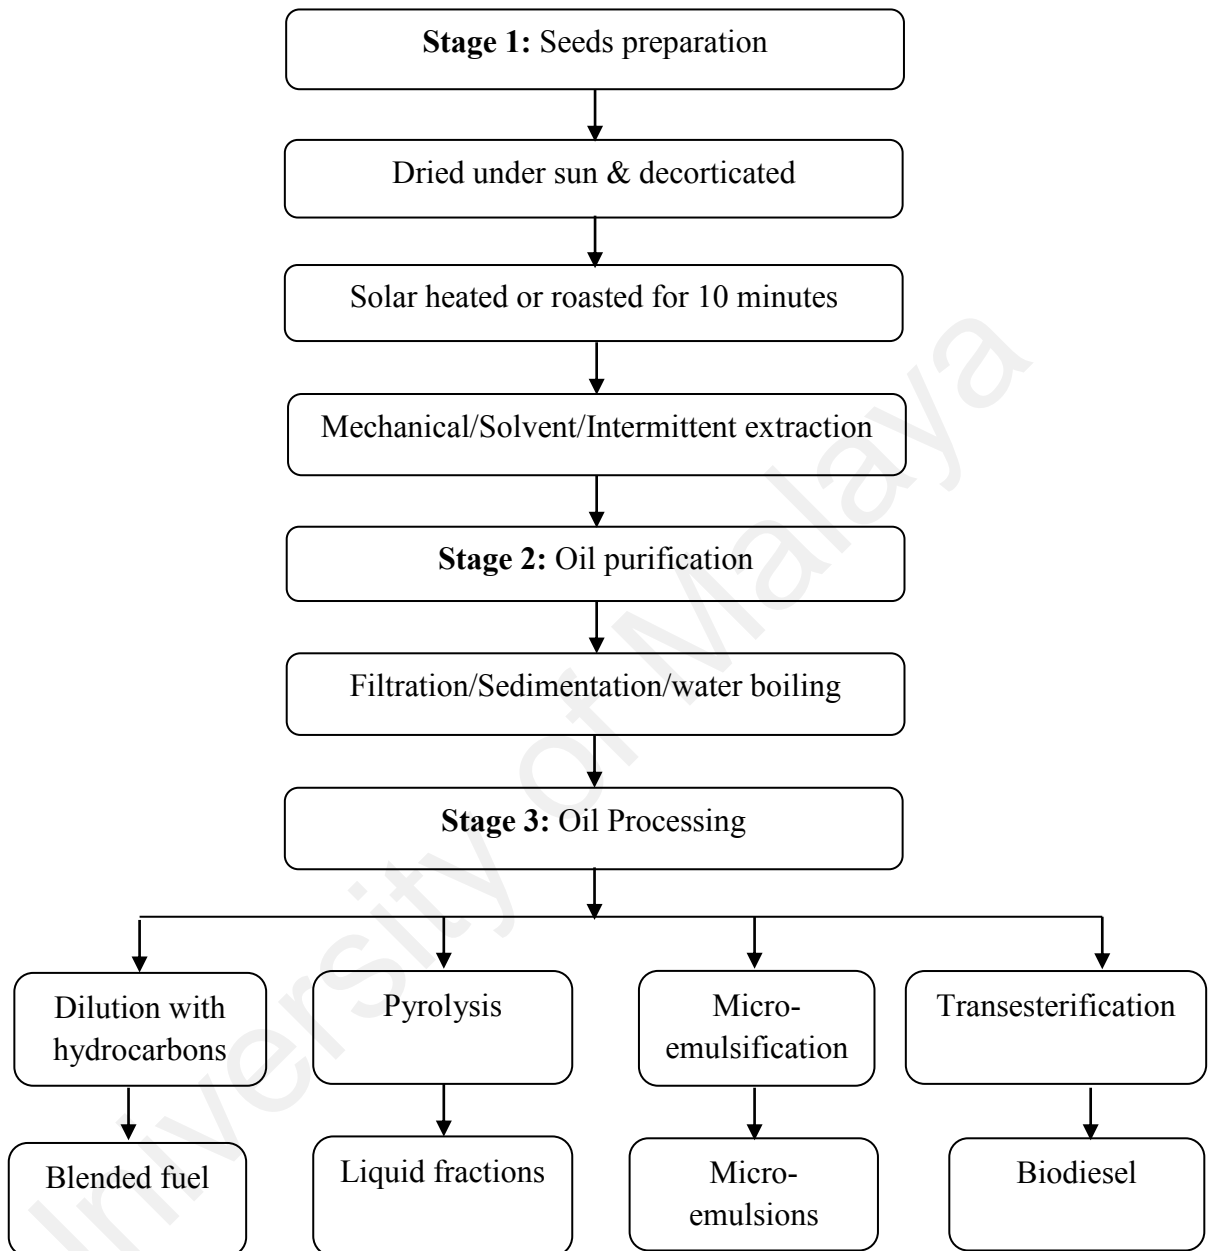 Stage 1: Seeds preparation
Dried under sun & decorticated
Solar heated or roasted for 10 minutes
Mechanical/Solvent/Intermittent extraction
Stage 2: Oil purification
Filtration/Sedimentation/water boiling
Stage 3: Oil Processing
Dilution with
hydrocarbons
Pyrolysis
Micro-
emulsification
Transesterification
Blended fuel
Liquid fractions
Micro-
emulsions
Biodiesel
University of Malaya